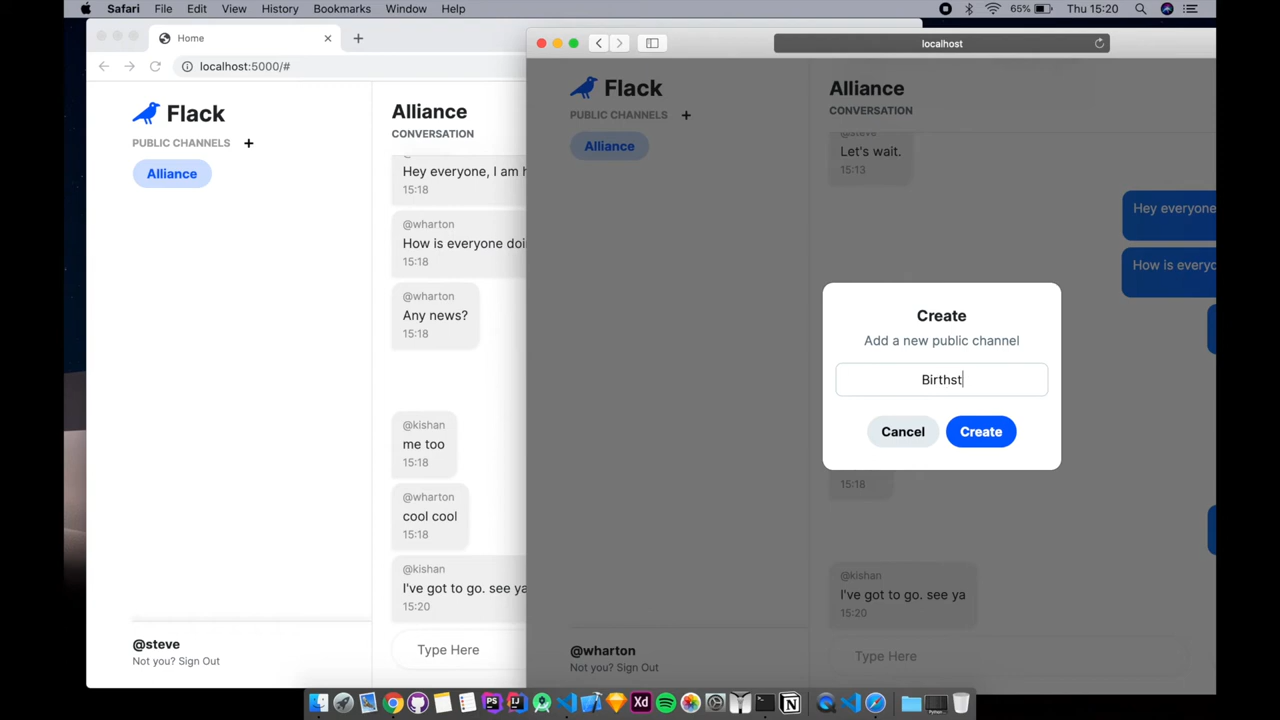 Safari File Edit View History Bookmarks Window Help 65% Thu 15:20
Home
localhost:5000/#
Flack
PUBLIC CHANNELS +
Alliance
@steve
Not you? Sign Out
Alliance
CONVERSATION
Hey everyone, I am h
15:18
@wharton
How is everyone doi
15:18
@wharton
Any news?
15:18
@kishan
me too
15:18
@wharton
cool cool
15:18
@kishan
I've got to go. see ya
15:20
Type Here
localhost
Flack
PUBLIC CHANNELS +
Alliance
@wharton
Not you? Sign Out
Alliance
CONVERSATION
@steve
Let's wait.
15:13
Hey everyone
How is everyo
15:18
@kishan
I've got to go. see ya
15:20
Type Here
Create
Add a new public channel
Birthst
Cancel Create
PS
Xd